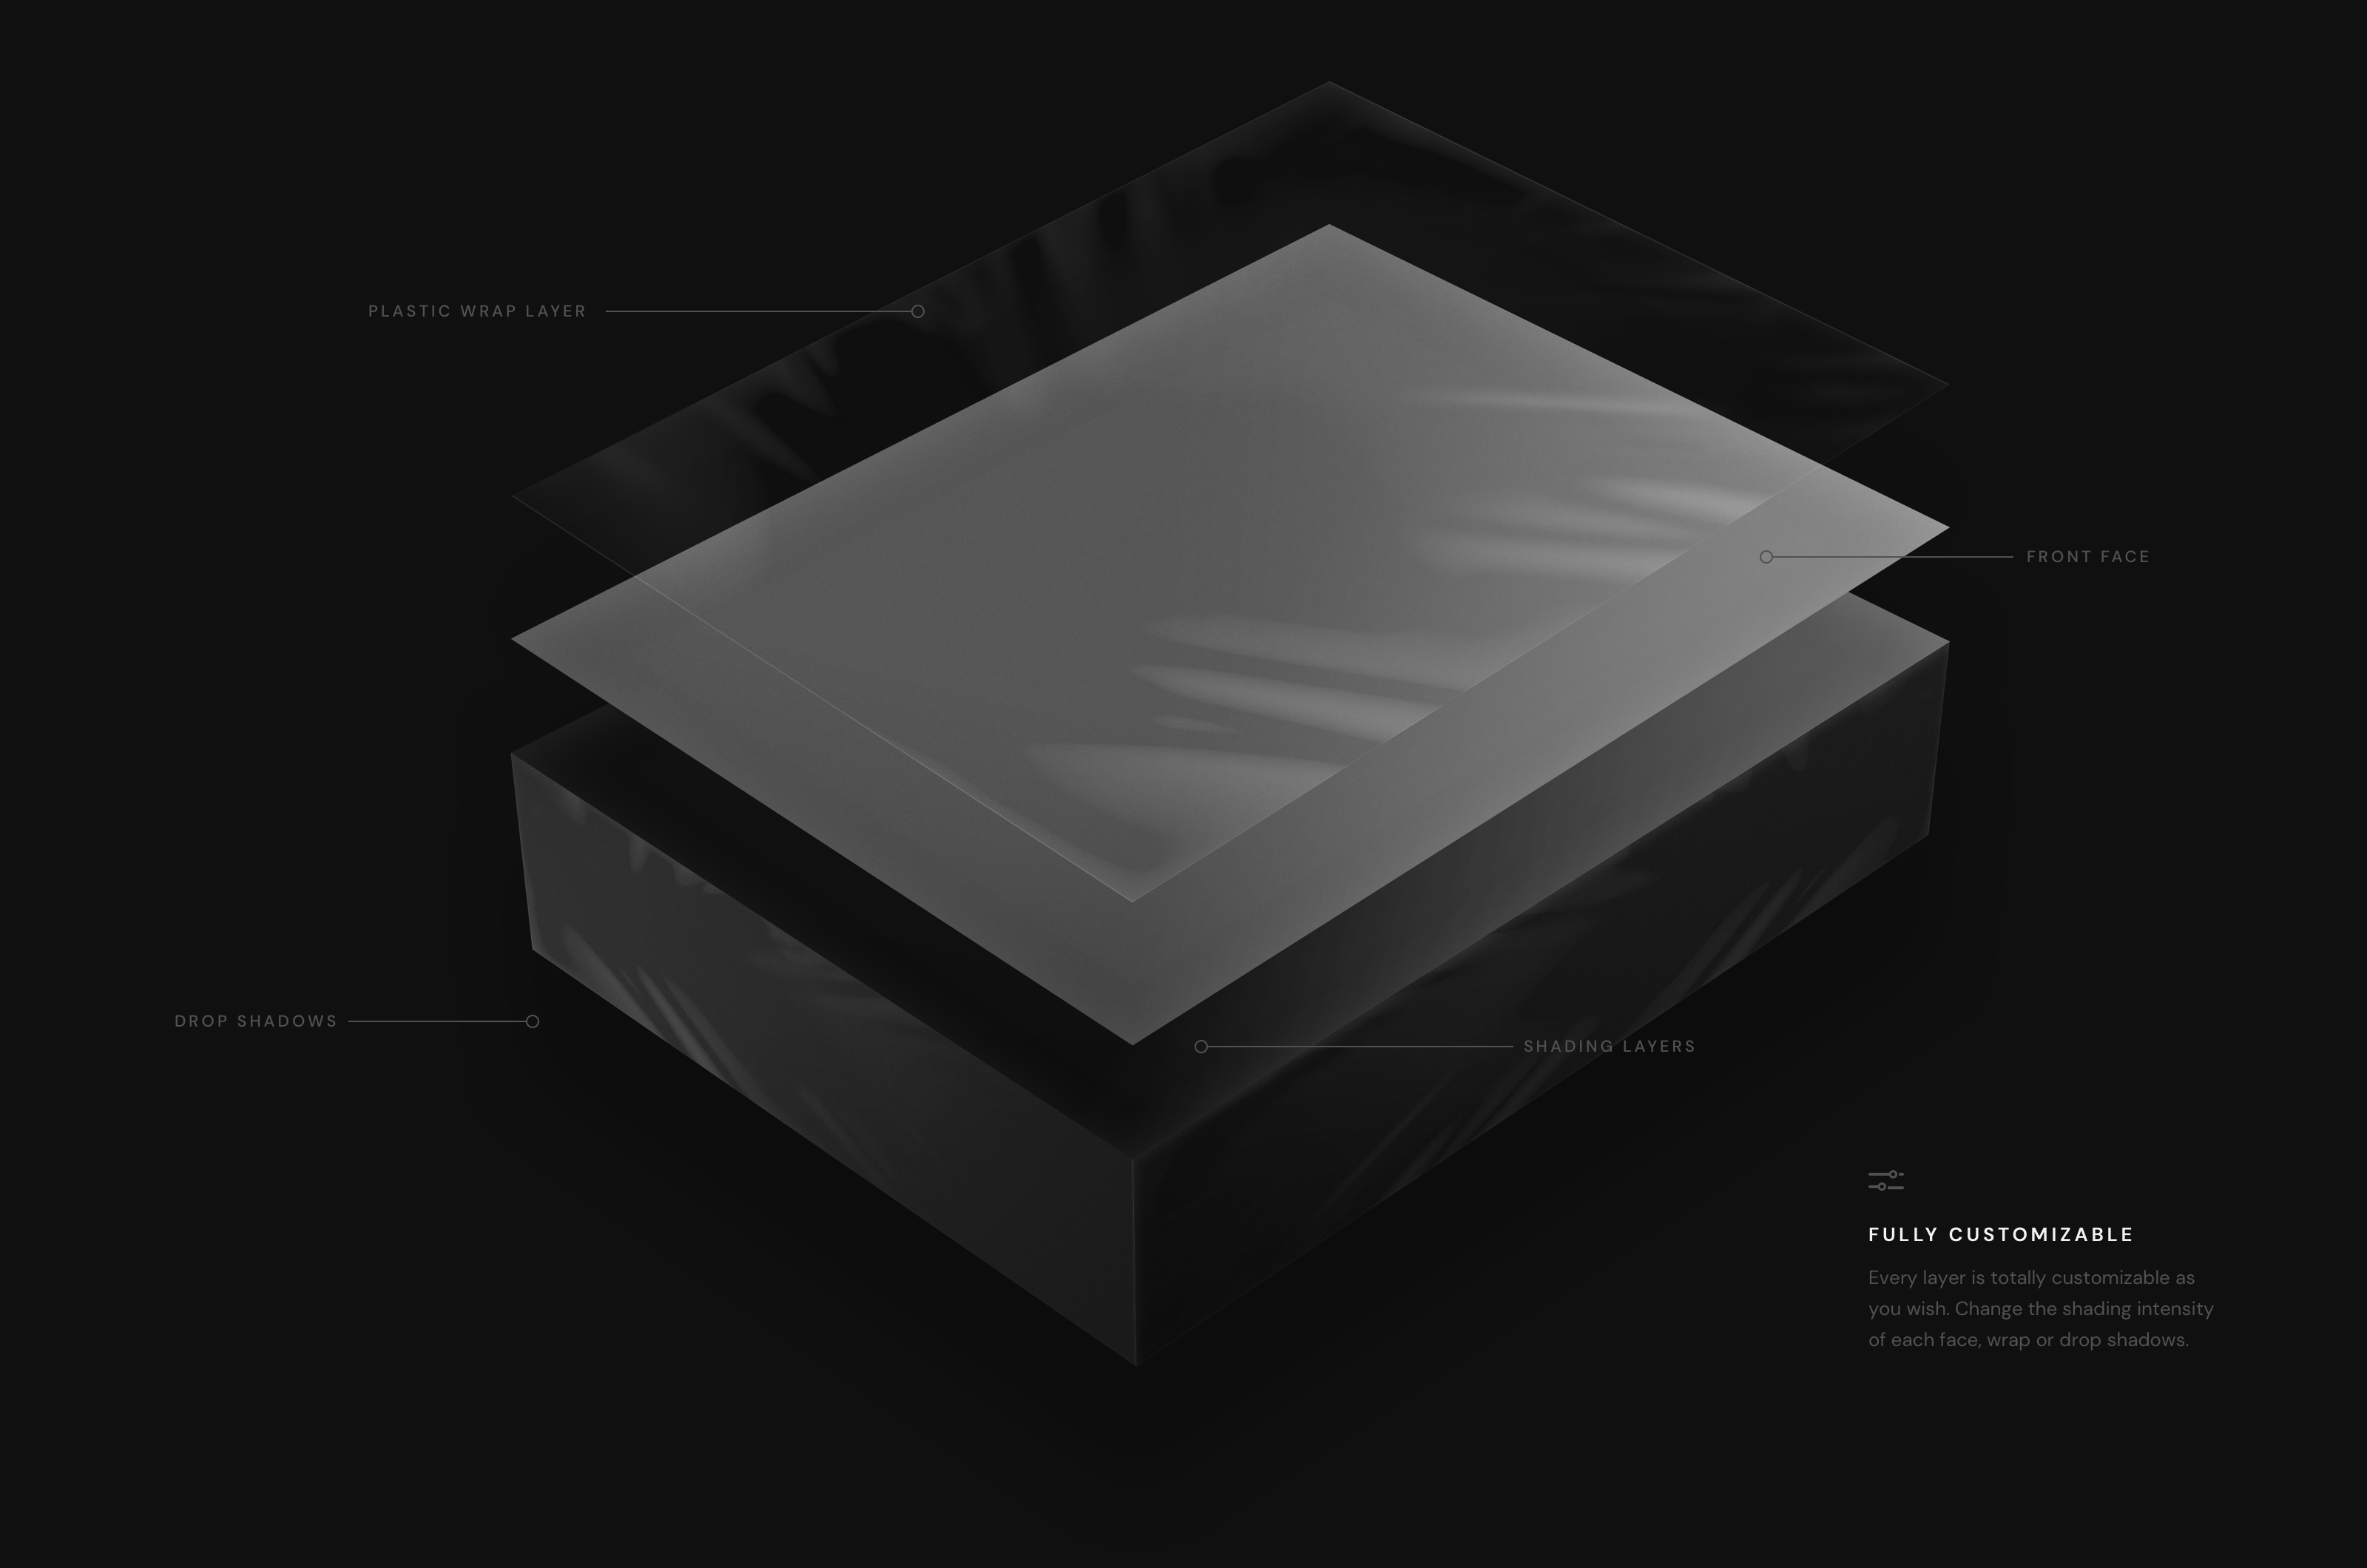 PLASTIC WRAP LAYER
FRONT FACE
DROP SHADOWS
SHADING LAYERS
FULLY CUSTOMIZABLE
Every layer is totally customizable as
you wish. Change the shading intensity
of each face, wrap or drop shadows.